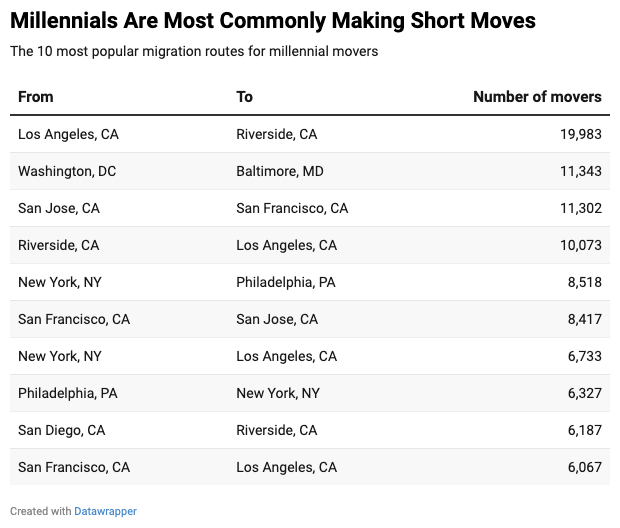 Millennials Are Most Commonly Making Short Moves
The 10 most popular migration routes for millennial movers
From To Number of movers
Los Angeles, CA Riverside, CA 19,983
Washington, DC Baltimore, MD 11,343
San Jose, CA San Francisco, CA 11,302
Riverside, CA Los Angeles, CA 10,073
New York, NY Philadelphia, PA 8,518
San Francisco, CA San Jose, CA 8,417
New York, NY Los Angeles, CA 6,733
Philadelphia, PA New York, NY 6,327
San Diego, CA Riverside, CA 6,187
San Francisco, CA Los Angeles, CA 6,067
Created with Datawrapper